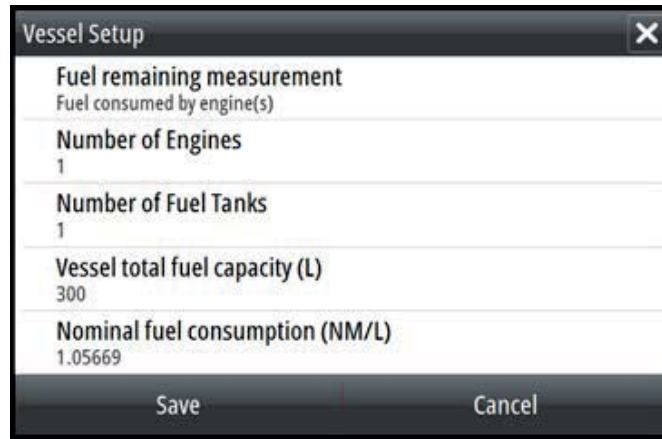 Vessel Setup
Fuel remaining measurement
Fuel consumed by engine(s)
Number of Engines
1
Number of Fuel Tanks
1
Vessel total fuel capacity (L)
300
Nominal fuel consumption (NM/L)
1.05669
Save Cancel